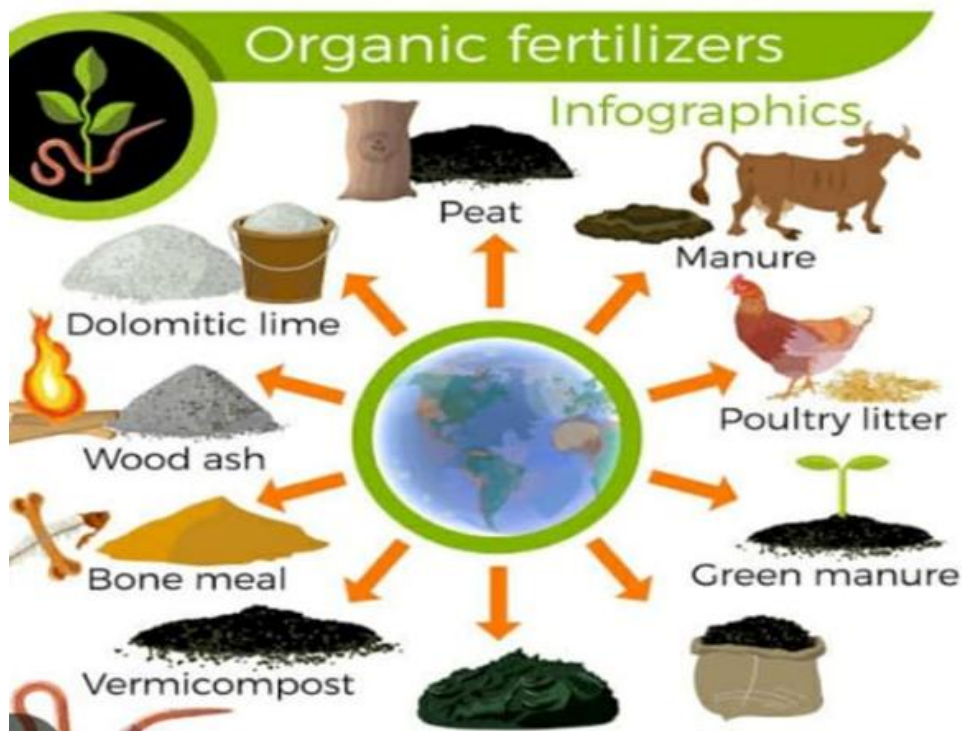 Organic fertilizers
Infographics
Peat
Manure
Dolomitic lime
Poultry litter
Wood ash
Green manure
Bone meal
Vermicompost